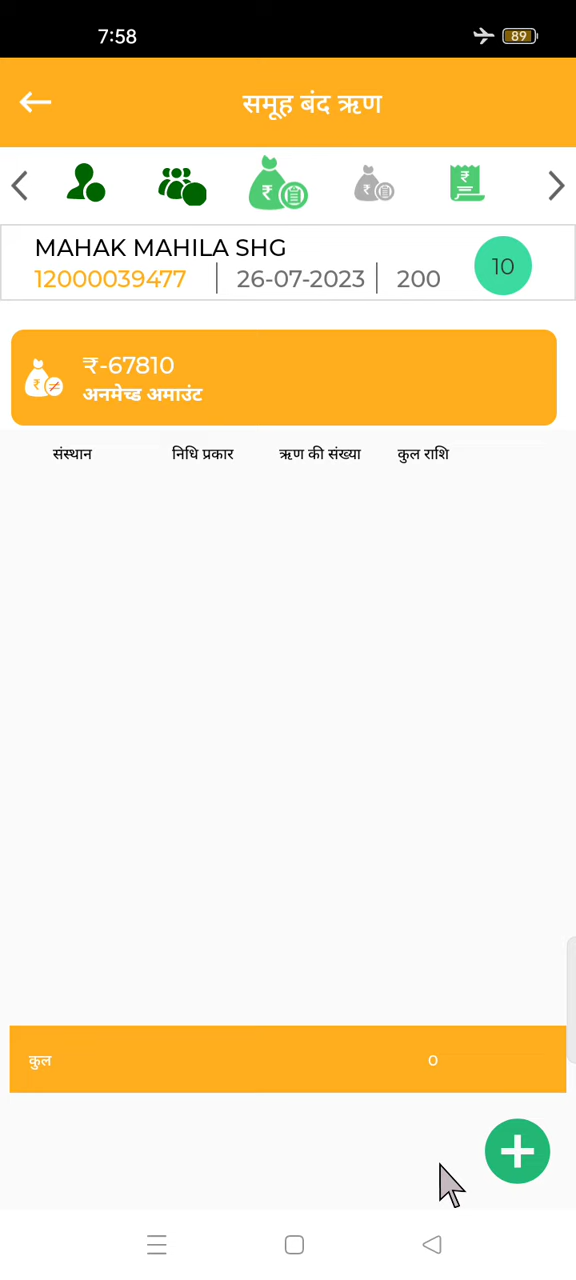 7:58
89
समूह बंद ऋण
MAHAK MAHILA SHG
12000039477 | 26-07-2023 | 200
10
₹-67810
अनमेच्ड अमाउंट
संस्थान निधि प्रकार ऋण की संख्या कुल राशि
कुल 0